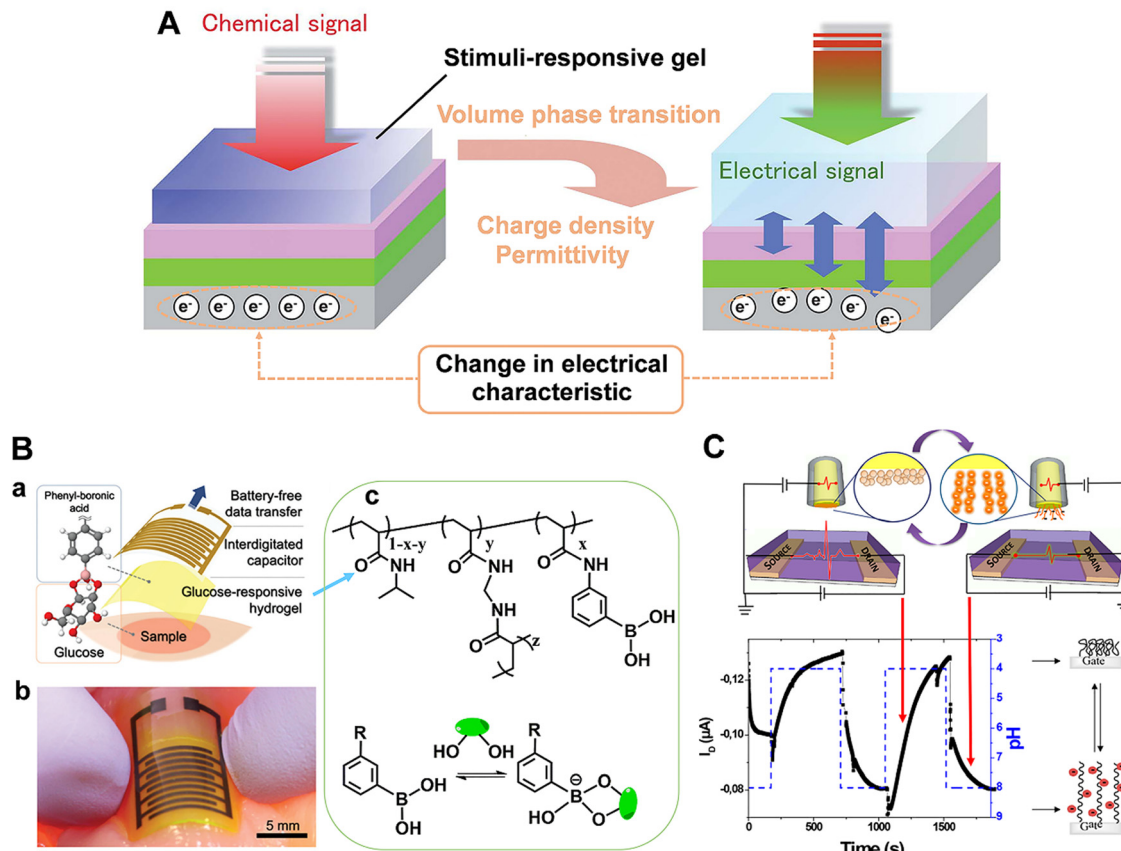 A
Chemical signal
Stimuli-responsive gel
Volume phase transition
Electrical signal
Charge density
Permittivity
e⁻ e⁻ e⁻ e⁻ e⁻
e⁻ e⁻ e⁻ e⁻ e⁻
Change in electrical
characteristic
B
a
Phenyl-boronic
acid
Battery-free
data transfer
Interdigitated
capacitor
Glucose-responsive
hydrogel
Sample
Glucose
b
5 mm
c
1-x-y
y
x
O
NH
O
NH
O
NH
NH
O
z
B
OH
OH
R
HO
OH
R
B
OH
OH
⊖
B
O
O
HO
C
SOURCE
DRAIN
SOURCE
DRAIN
-0,12
-0,10
-0,08
I_D (µA)
0
500
1000
1500
Time (s)
3
4
5
6
7
8
9
pH
Gate
Gate